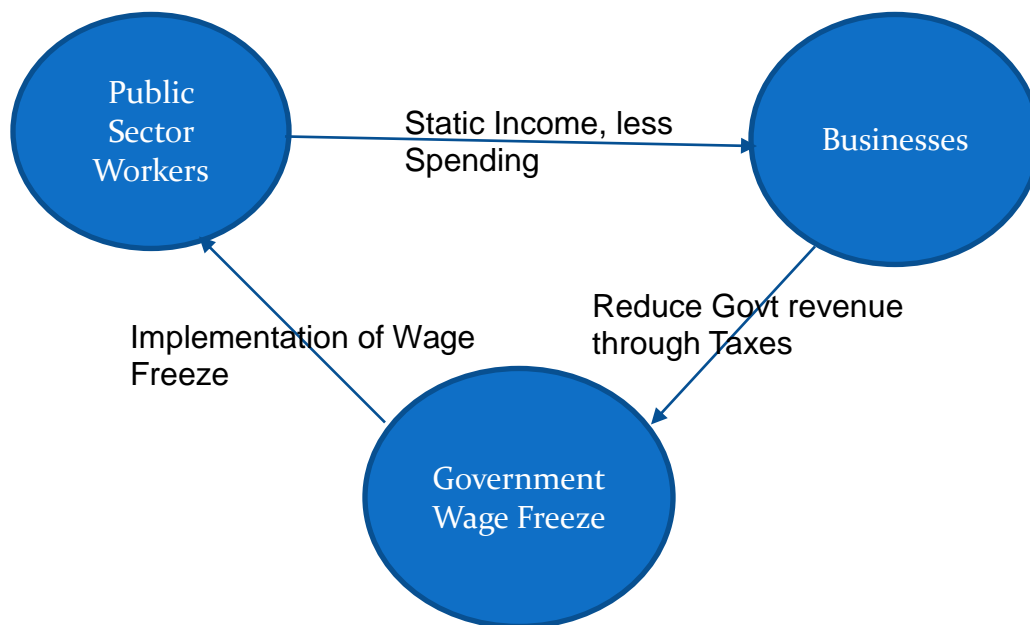 Public
Sector
Workers
Static Income, less
Spending
Businesses
Implementation of Wage
Freeze
Reduce Govt revenue
through Taxes
Government
Wage Freeze